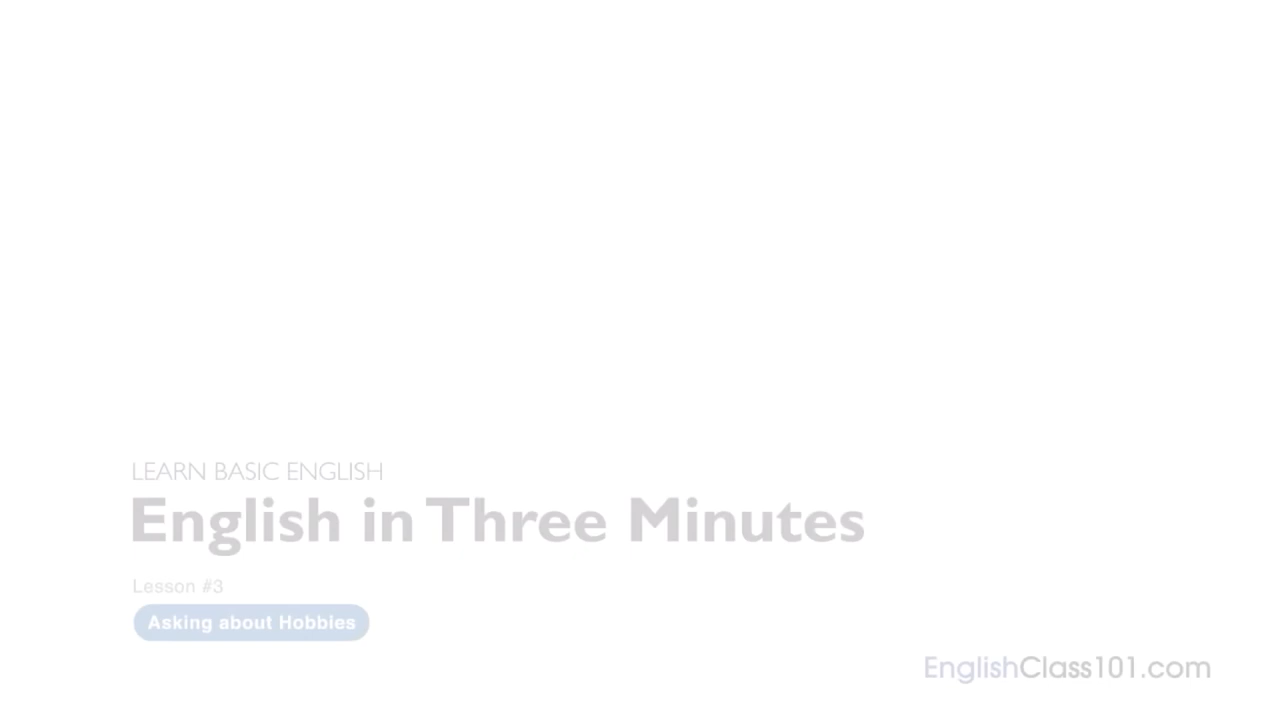 LEARN BASIC ENGLISH
English in Three Minutes
Lesson #3
Asking about Hobbies
EnglishClass101.com